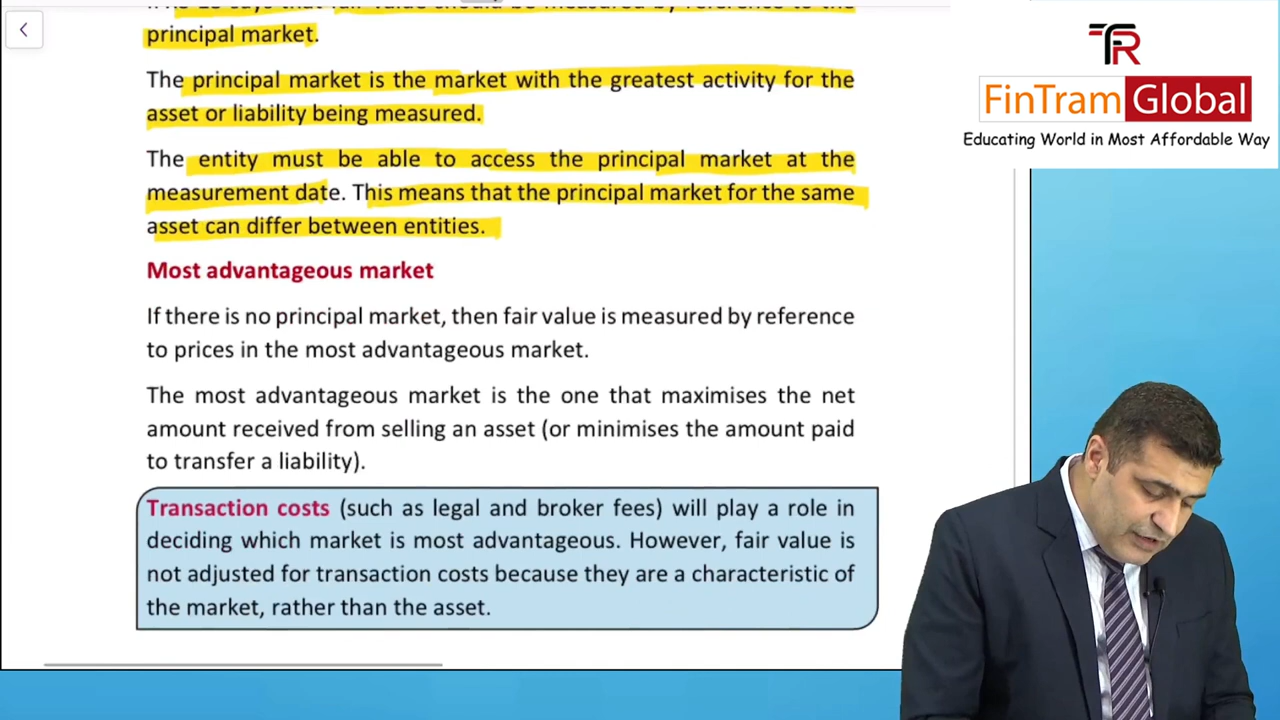 principal market.
The principal market is the market with the greatest activity for the
asset or liability being measured.
The entity must be able to access the principal market at the
measurement date. This means that the principal market for the same
asset can differ between entities.
Most advantageous market
If there is no principal market, then fair value is measured by reference
to prices in the most advantageous market.
The most advantageous market is the one that maximises the net
amount received from selling an asset (or minimises the amount paid
to transfer a liability).
Transaction costs (such as legal and broker fees) will play a role in
deciding which market is most advantageous. However, fair value is
not adjusted for transaction costs because they are a characteristic of
the market, rather than the asset.
FinTram Global
Educating World in Most Affordable Way